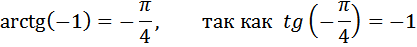 arctg(−1) = −π/4, так как tg(−π/4) = −1